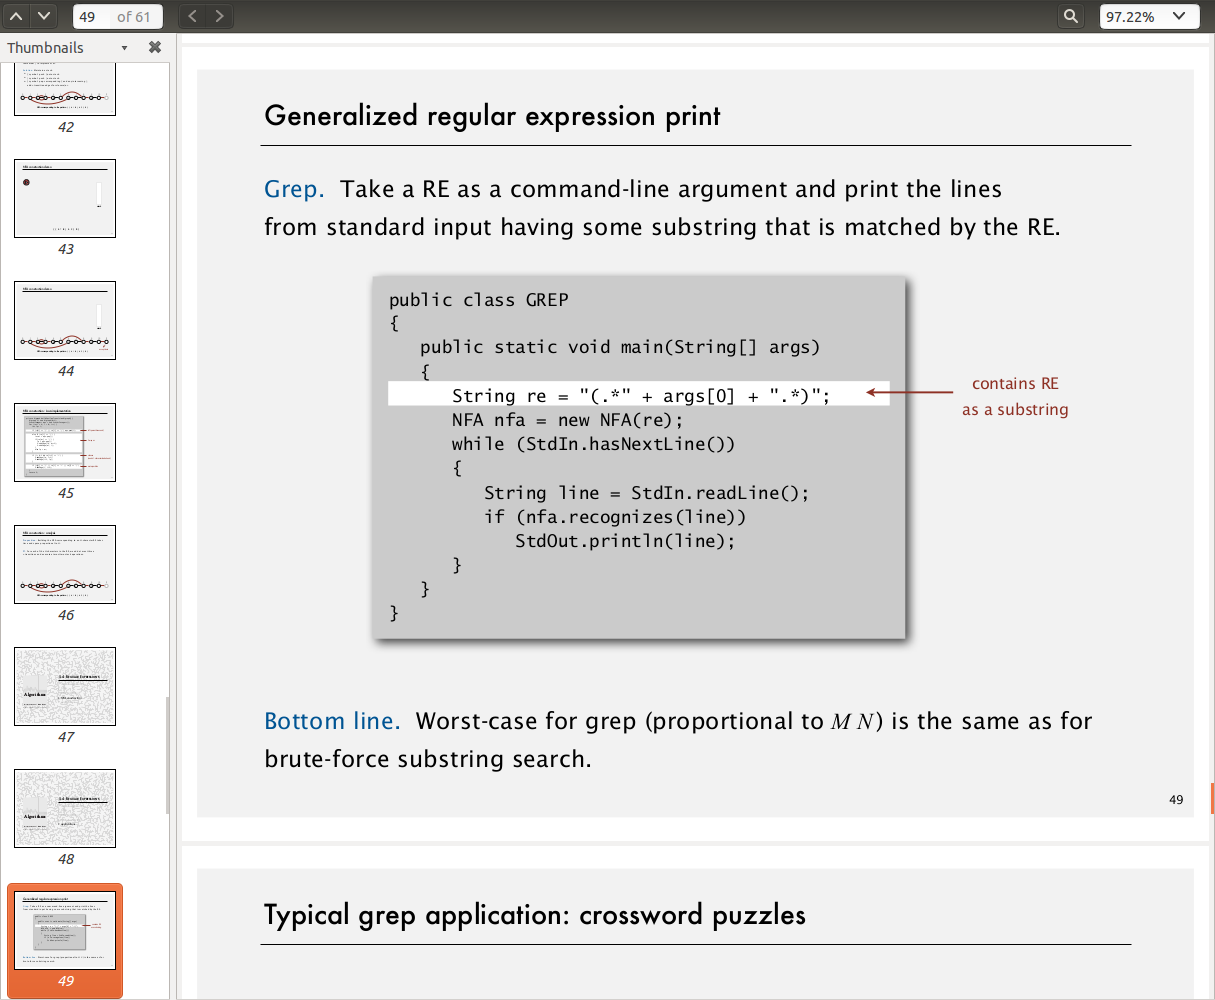 49 of 61
97.22%
Thumbnails
42
43
44
45
46
47
48
49
Generalized regular expression print
Grep. Take a RE as a command-line argument and print the lines
from standard input having some substring that is matched by the RE.
public class GREP
{
public static void main(String[] args)
{
String re = "(.*" + args[0] + ".*)";
NFA nfa = new NFA(re);
while (StdIn.hasNextLine())
{
String line = StdIn.readLine();
if (nfa.recognizes(line))
StdOut.println(line);
}
}
}
contains RE
as a substring
Bottom line. Worst-case for grep (proportional to M N) is the same as for
brute-force substring search.
49
Typical grep application: crossword puzzles